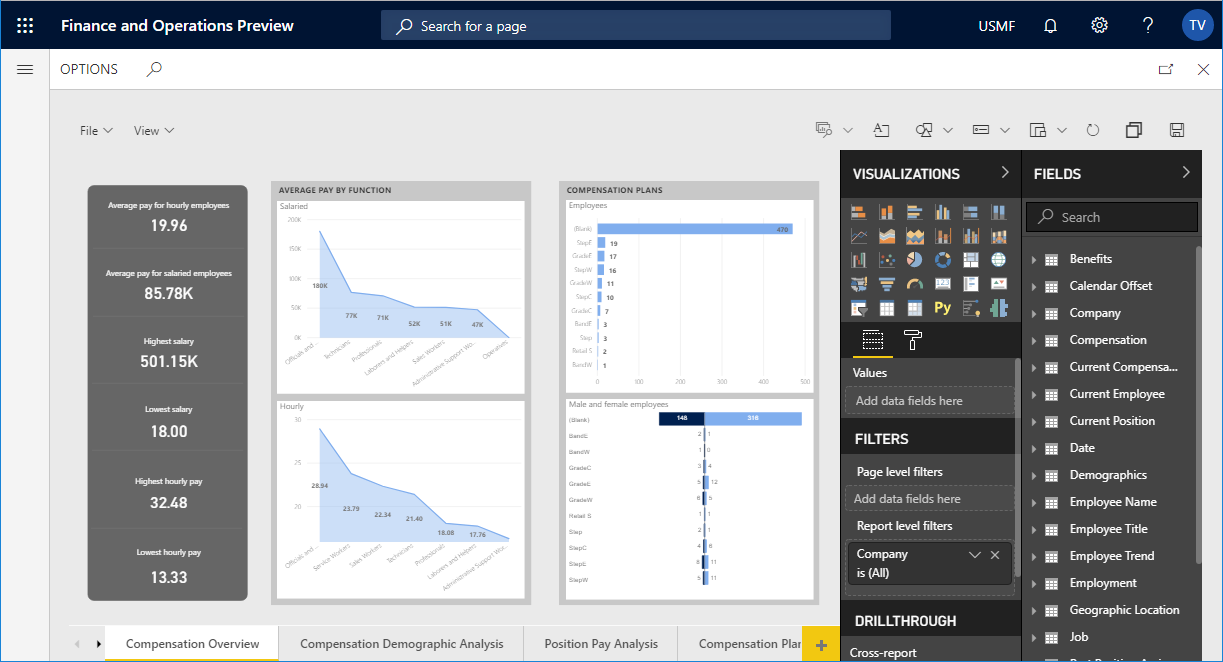 Finance and Operations Preview
Search for a page
USMF
?
TV
OPTIONS
File
View
Average pay for hourly employees
19.96
Average pay for salaried employees
85.78K
Highest salary
501.15K
Lowest salary
18.00
Highest hourly pay
32.48
Lowest hourly pay
13.33
AVERAGE PAY BY FUNCTION
Salaried
200K
150K
100K
50K
0K
180K
77K
71K
52K
51K
47K
Officials and ...
Technicians
Professionals
Laborers and Helpers
Sales Workers
Administrative Support Wo...
Operatives
Hourly
30
25
20
28.94
23.79
22.34
21.40
18.08
17.76
Officials and ...
Service Workers
Sales Workers
Technicians
Professionals
Laborers and Helpers
Administrative Support Wor...
COMPENSATION PLANS
Employees
(Blank) 470
StepF 19
GradeF 17
StepW 16
GradeW 11
StepC 10
GradeC 7
BandF 3
Step 3
Retail S 2
BandW 1
0 100 200 300 400 500
Male and female employees
(Blank) 148 316
BandE 2 1
BandW 1 0
GradeC 3 4
GradeE 5 12
GradeW 6 5
Retail S 1 1
Step 2 1
StepC 4 6
StepE 8 11
StepW 5 11
VISUALIZATIONS
Py
Values
Add data fields here
FILTERS
Page level filters
Add data fields here
Report level filters
Company
is (All)
DRILLTHROUGH
Cross-report
FIELDS
Search
Benefits
Calendar Offset
Company
Compensation
Current Compensa...
Current Employee
Current Position
Date
Demographics
Employee Name
Employee Title
Employee Trend
Employment
Geographic Location
Job
Compensation Overview
Compensation Demographic Analysis
Position Pay Analysis
Compensation Plan
+